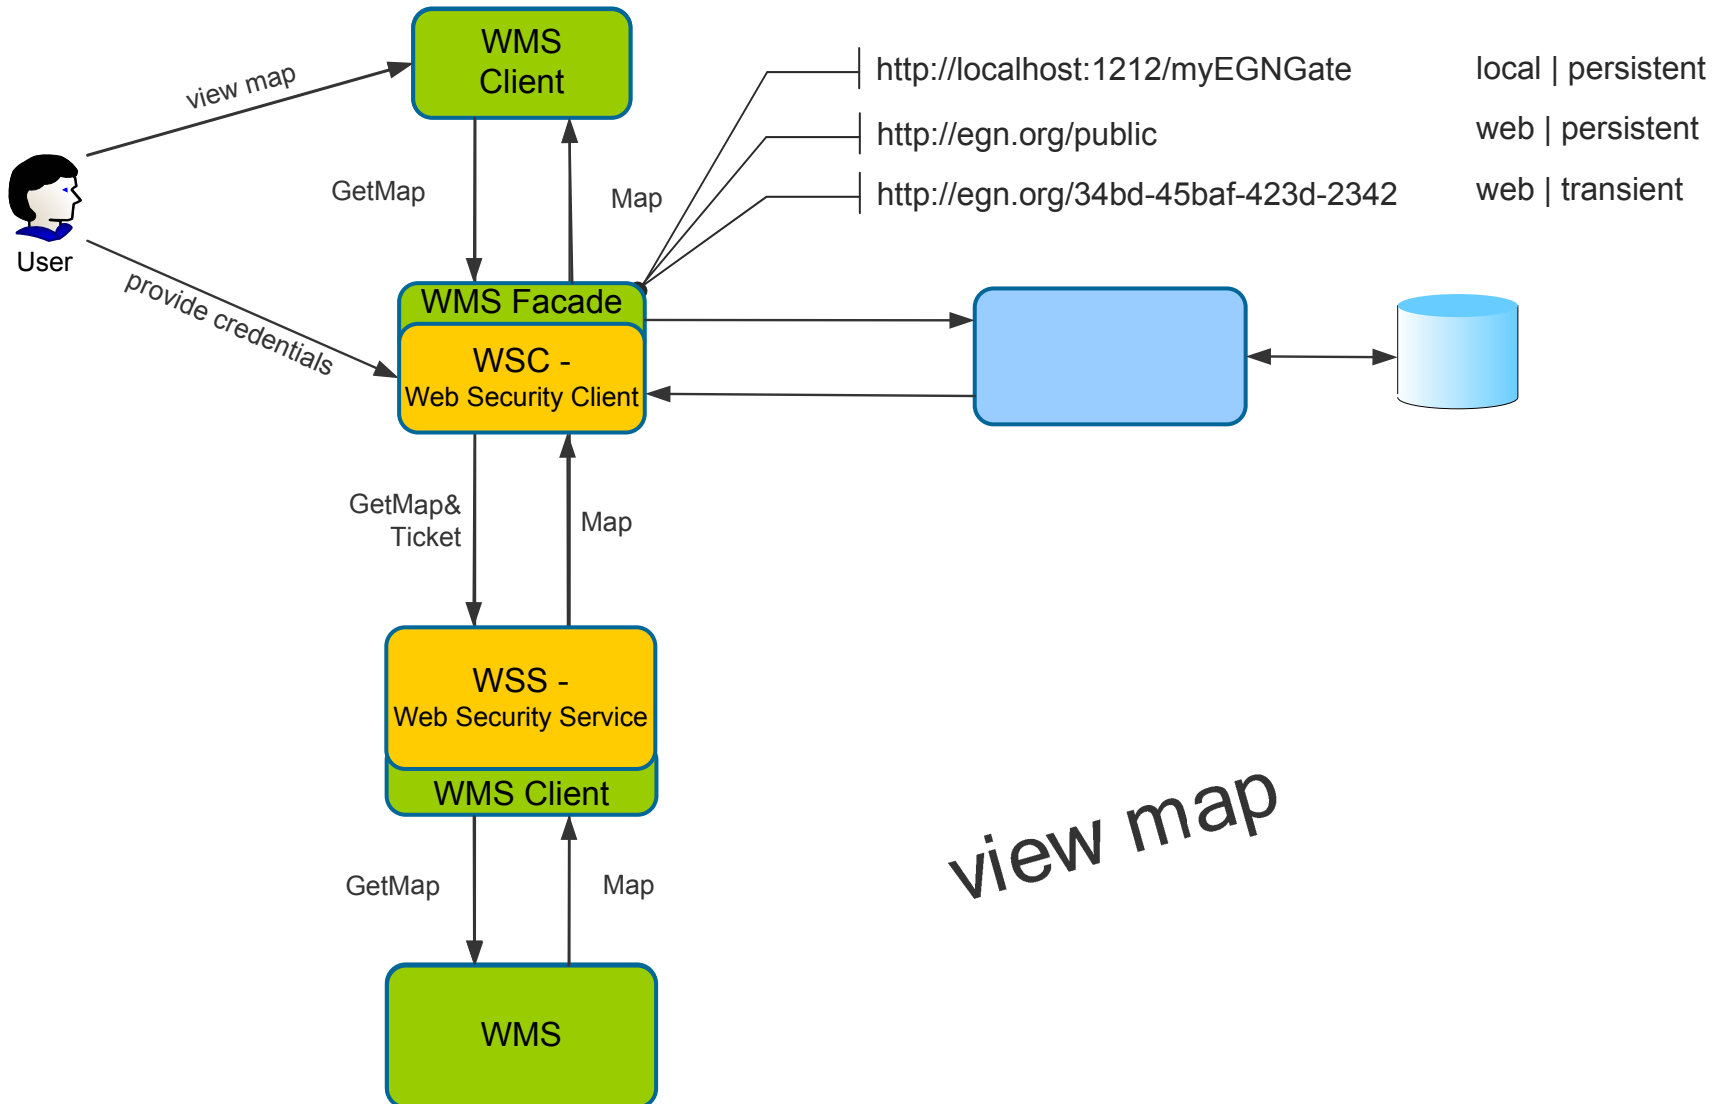 WMS
Client
http://localhost:1212/myEGNGate local | persistent
http://egn.org/public web | persistent
http://egn.org/34bd-45baf-423d-2342 web | transient
view map
GetMap
Map
User
provide credentials
WMS Facade
WSC -
Web Security Client
GetMap&
Ticket
Map
WSS -
Web Security Service
WMS Client
view map
GetMap
Map
WMS